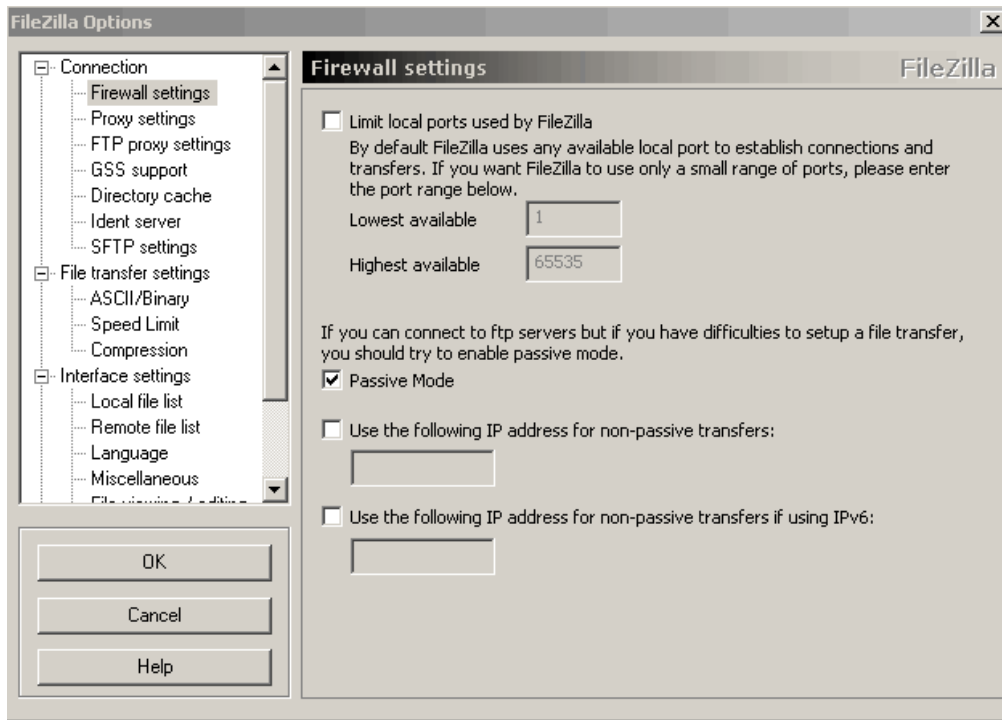 FileZilla Options
Connection
Firewall settings
Proxy settings
FTP proxy settings
GSS support
Directory cache
Ident server
SFTP settings
File transfer settings
ASCII/Binary
Speed Limit
Compression
Interface settings
Local file list
Remote file list
Language
Miscellaneous
File viewing / editing
OK
Cancel
Help
Firewall settings
FileZilla
Limit local ports used by FileZilla
By default FileZilla uses any available local port to establish connections and
transfers. If you want FileZilla to use only a small range of ports, please enter
the port range below.
Lowest available
1
Highest available
65535
If you can connect to ftp servers but if you have difficulties to setup a file transfer,
you should try to enable passive mode.
Passive Mode
Use the following IP address for non-passive transfers:
Use the following IP address for non-passive transfers if using IPv6: